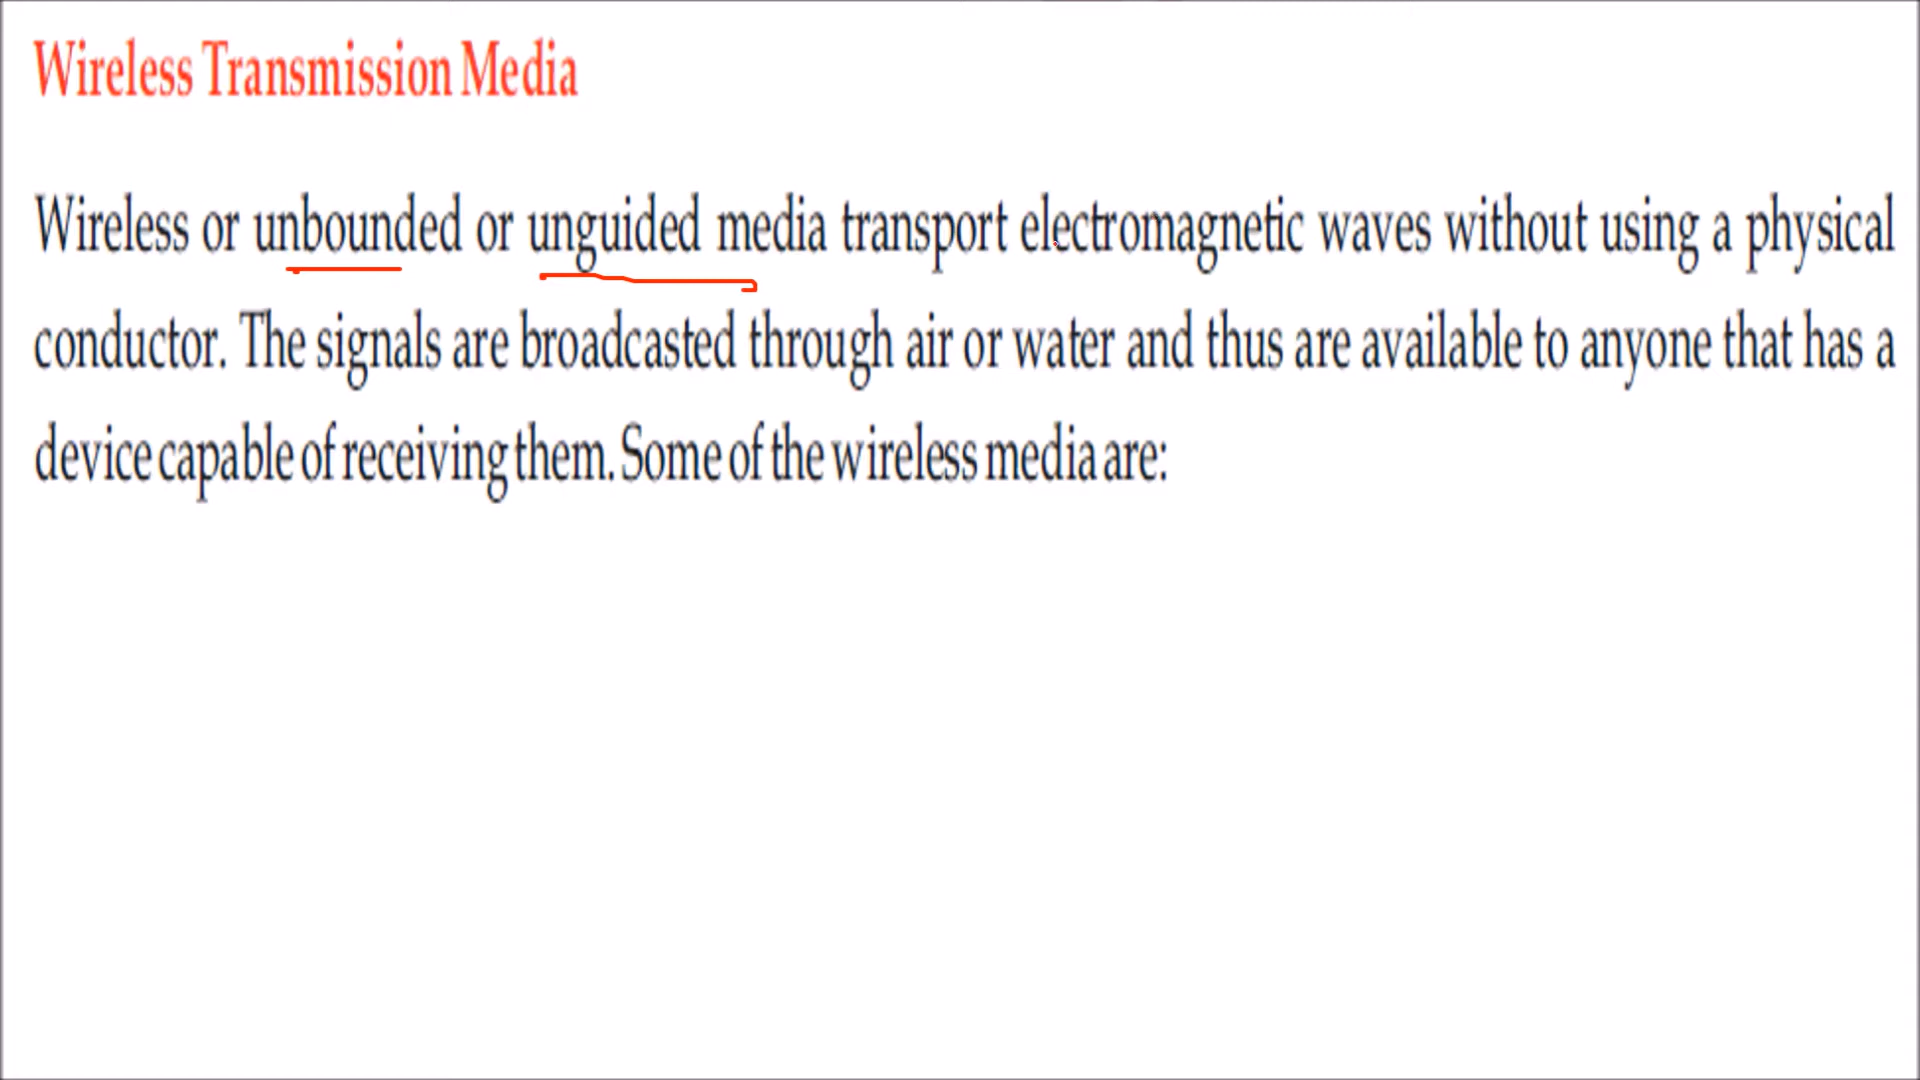 Wireless Transmission Media
Wireless or unbounded or unguided media transport electromagnetic waves without using a physical
conductor. The signals are broadcasted through air or water and thus are available to anyone that has a
device capable of receiving them. Some of the wireless media are: